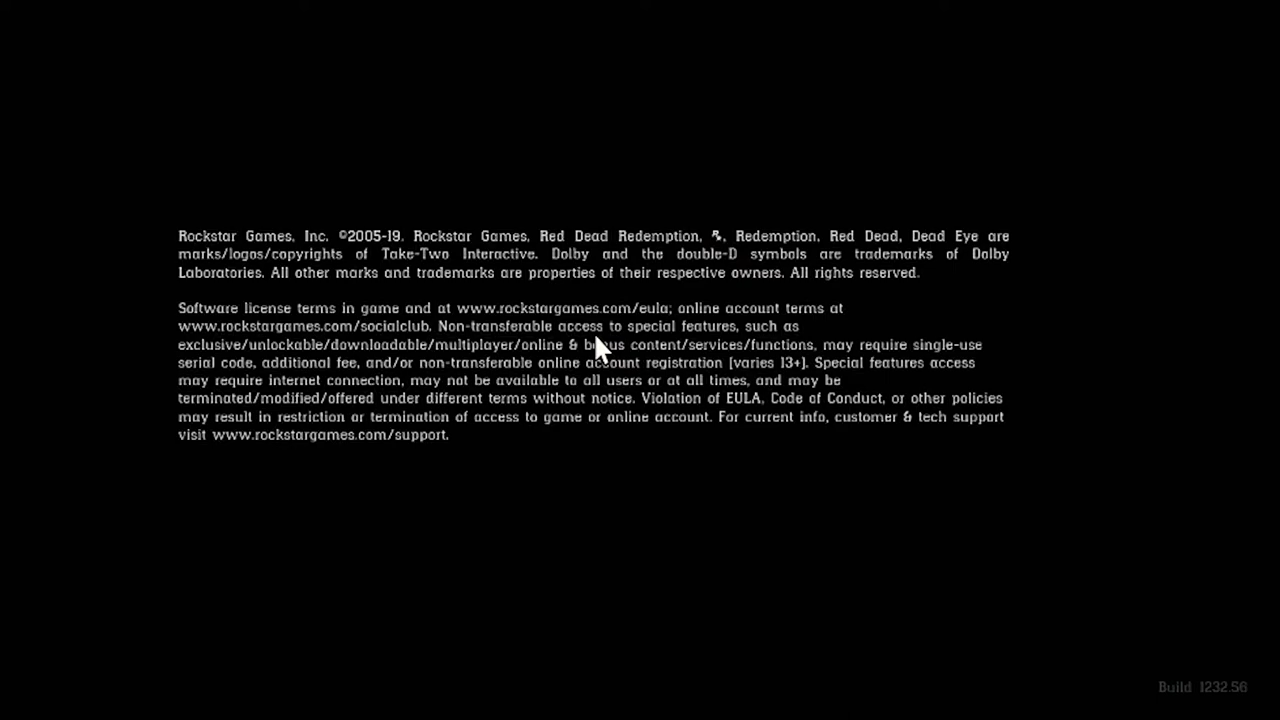 Rockstar Games, Inc. ©2005-19. Rockstar Games, Red Dead Redemption, R★, Redemption, Red Dead, Dead Eye are
marks/logos/copyrights of Take-Two Interactive. Dolby and the double-D symbols are trademarks of Dolby
Laboratories. All other marks and trademarks are properties of their respective owners. All rights reserved.
Software license terms in game and at www.rockstargames.com/eula; online account terms at
www.rockstargames.com/socialclub. Non-transferable access to special features, such as
exclusive/unlockable/downloadable/multiplayer/online & bonus content/services/functions, may require single-use
serial code, additional fee, and/or non-transferable online account registration (varies 13+). Special features access
may require internet connection, may not be available to all users or at all times, and may be
terminated/modified/offered under different terms without notice. Violation of EULA, Code of Conduct, or other policies
may result in restriction or termination of access to game or online account. For current info, customer & tech support
visit www.rockstargames.com/support.
Build 1232.56